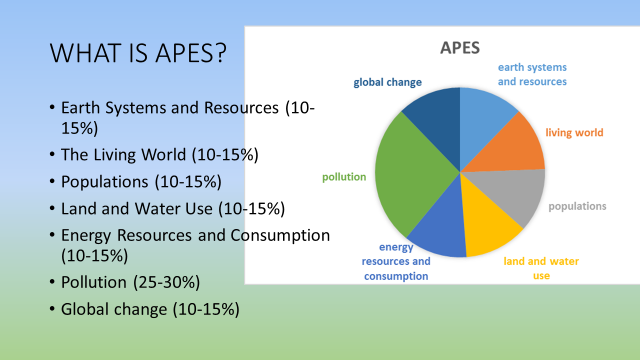 WHAT IS APES?
• Earth Systems and Resources (10-
15%)
• The Living World (10-15%)
• Populations (10-15%)
• Land and Water Use (10-15%)
• Energy Resources and Consumption
(10-15%)
• Pollution (25-30%)
• Global change (10-15%)
APES
earth systems
and resources
living world
populations
land and water
use
energy
resources and
consumption
pollution
global change